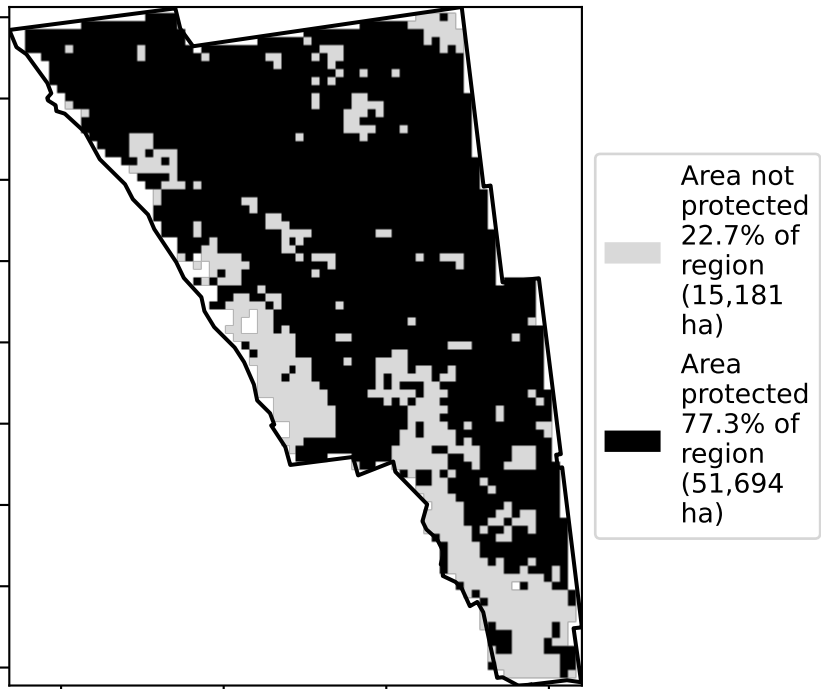 Area not
protected
22.7% of
region
(15,181
ha)
Area
protected
77.3% of
region
(51,694
ha)